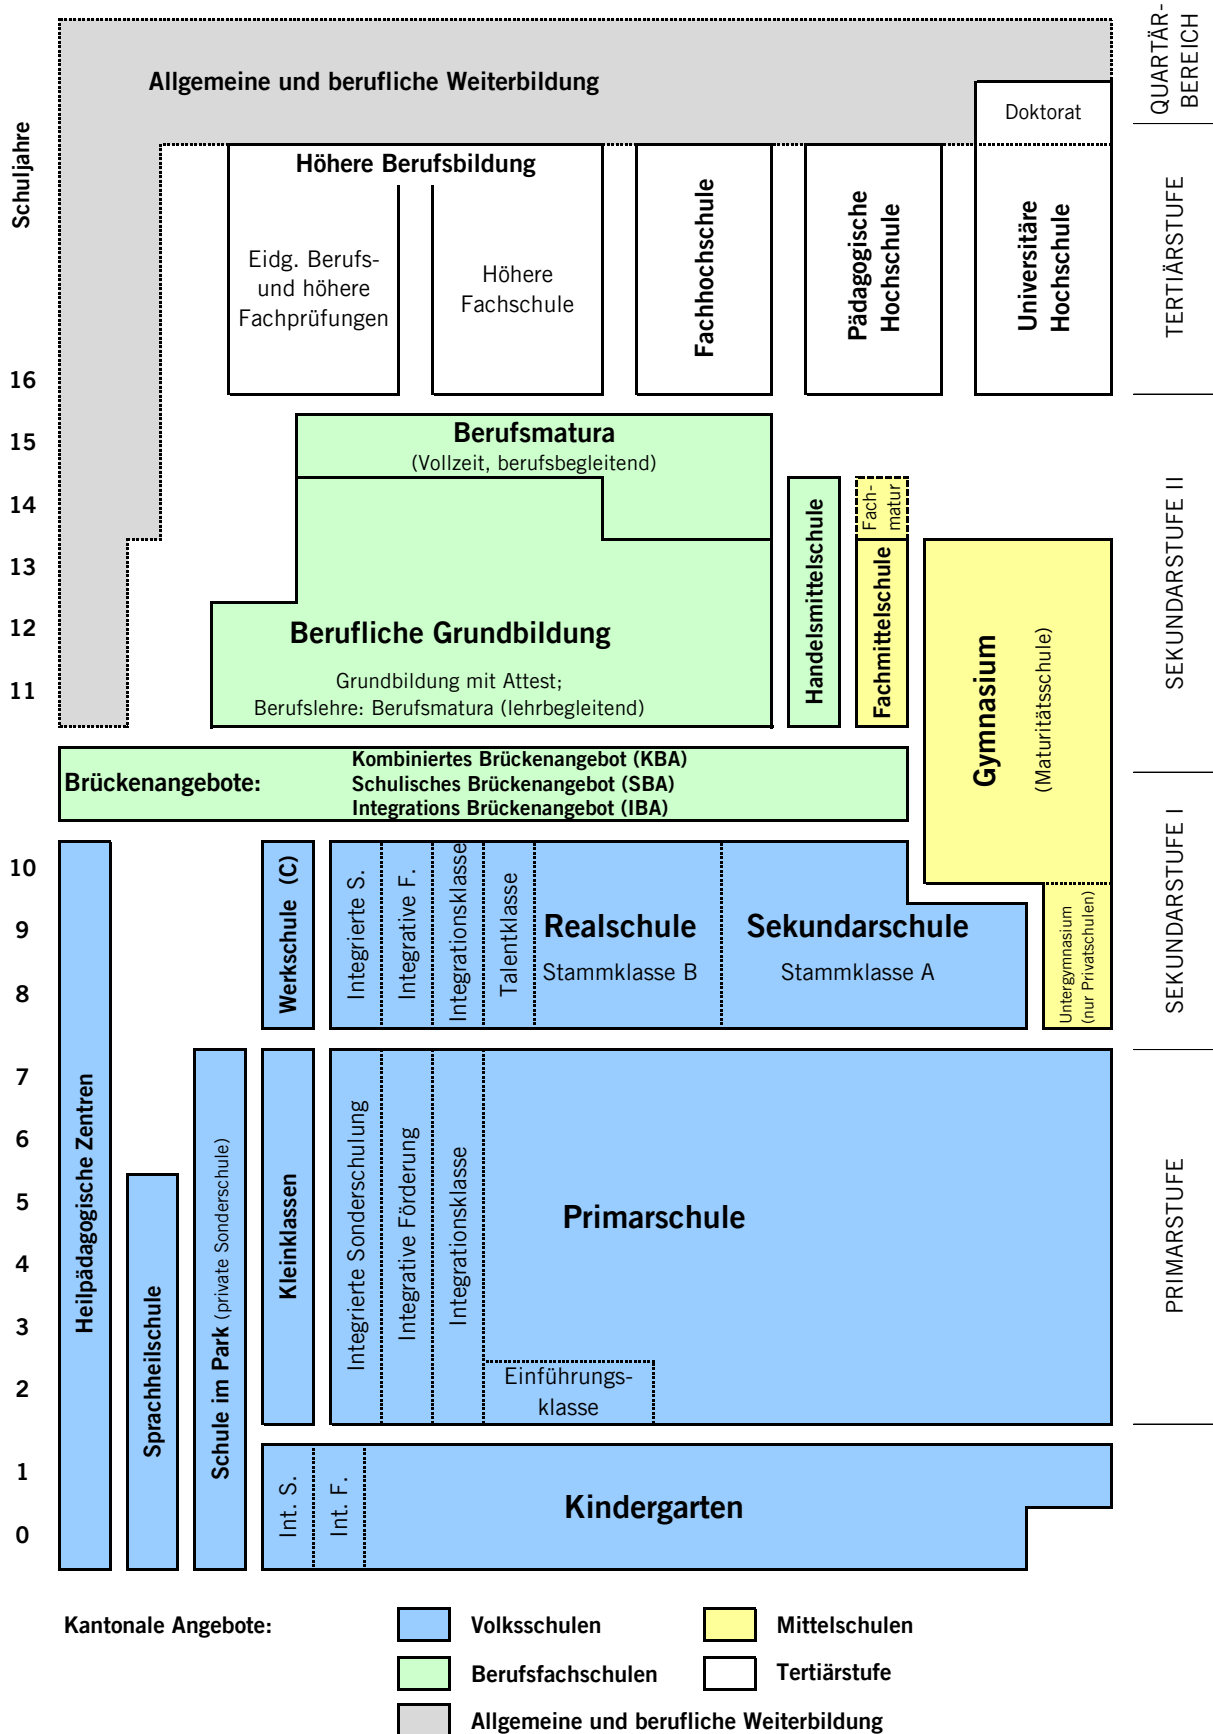 QUARTÄR-
BEREICH
Allgemeine und berufliche Weiterbildung
Doktorat
Schuljahre
TERTIÄRSTUFE
Höhere Berufsbildung
Eidg. Berufs-
und höhere
Fachprüfungen
Höhere
Fachschule
Fachhochschule
Pädagogische
Hochschule
Universitäre
Hochschule
16
15
14
13
12
11
SEKUNDARSTUFE II
Berufsmatura
(Vollzeit, berufsbegleitend)
Berufliche Grundbildung
Grundbildung mit Attest;
Berufslehre: Berufsmatura (lehrbegleitend)
Handelsmittelschule
Fach-
matur
Fachmittelschule
Gymnasium
(Maturitätsschule)
Brückenangebote:
Kombiniertes Brückenangebot (KBA)
Schulisches Brückenangebot (SBA)
Integrations Brückenangebot (IBA)
SEKUNDARSTUFE I
10
9
8
Werkschule (C)
Integrierte S.
Integrative F.
Integrationsklasse
Talentklasse
Realschule
Stammklasse B
Sekundarschule
Stammklasse A
Untergymnasium
(nur Privatschulen)
PRIMARSTUFE
7
6
5
4
3
2
Heilpädagogische Zentren
Sprachheilschule
Schule im Park (private Sonderschule)
Kleinklassen
Integrierte Sonderschulung
Integrative Förderung
Integrationsklasse
Primarschule
Einführungs-
klasse
1
0
Int. S.
Int. F.
Kindergarten
Kantonale Angebote:
Volksschulen
Mittelschulen
Berufsfachschulen
Tertiärstufe
Allgemeine und berufliche Weiterbildung